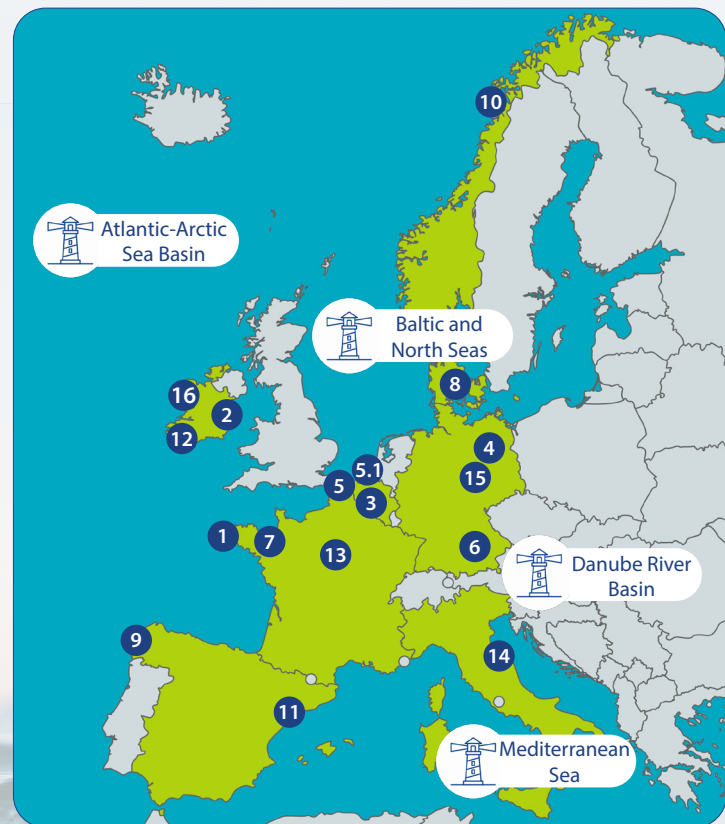 10
Atlantic-Arctic
Sea Basin
Baltic and
North Seas
8
16
2
12
4
5.1
15
5
3
1
7
6
13
Danube River
Basin
9
14
11
Mediterranean
Sea